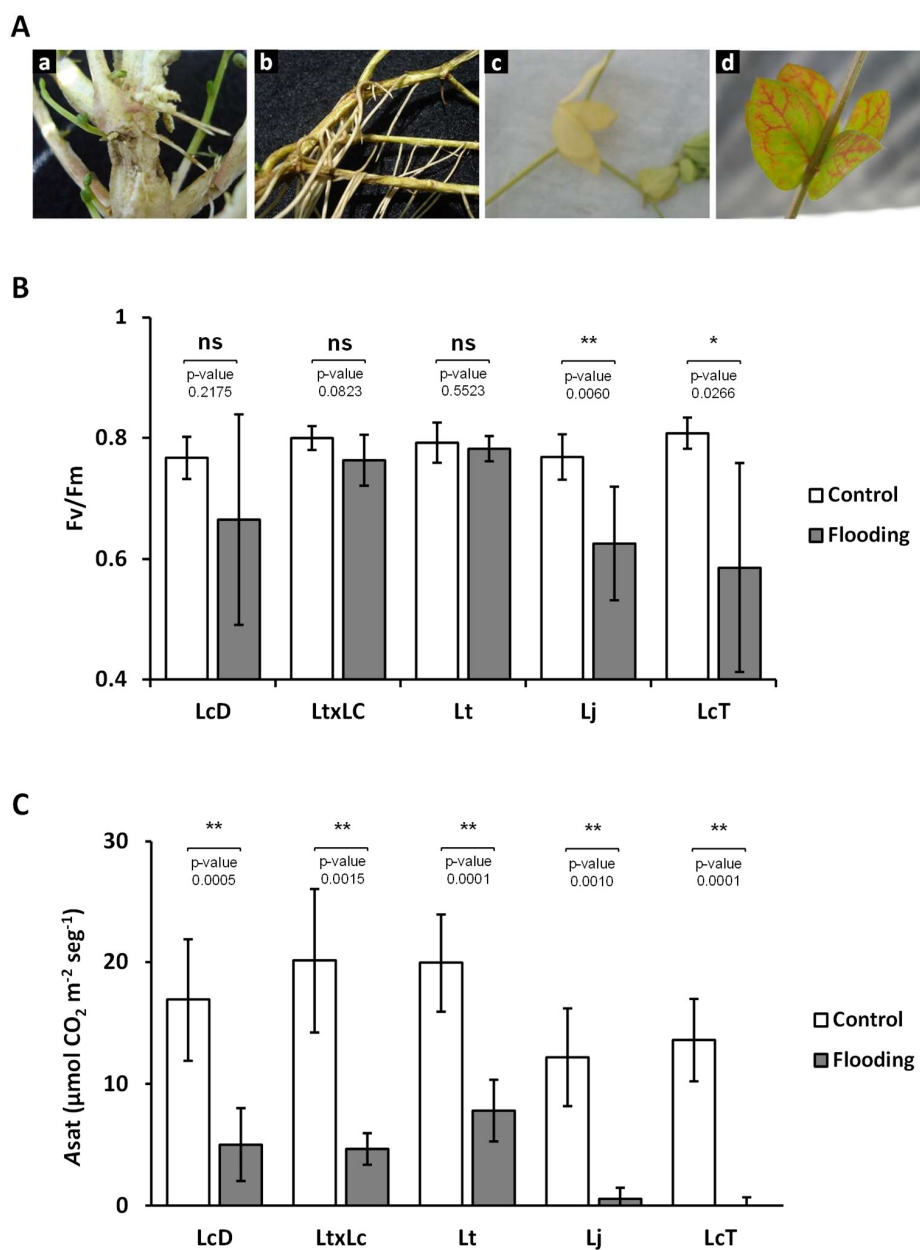 A
a
b
c
d
B
1
0.8
0.6
0.4
Fv/Fm
ns
p-value
0.2175
ns
p-value
0.0823
ns
p-value
0.5523
**
p-value
0.0060
*
p-value
0.0266
Control
Flooding
LcD
LtxLC
Lt
Lj
LcT
C
30
20
10
0
Asat (µmol CO₂ m⁻² seg⁻¹)
**
p-value
0.0005
**
p-value
0.0015
**
p-value
0.0001
**
p-value
0.0010
**
p-value
0.0001
Control
Flooding
LcD
LtxLc
Lt
Lj
LcT